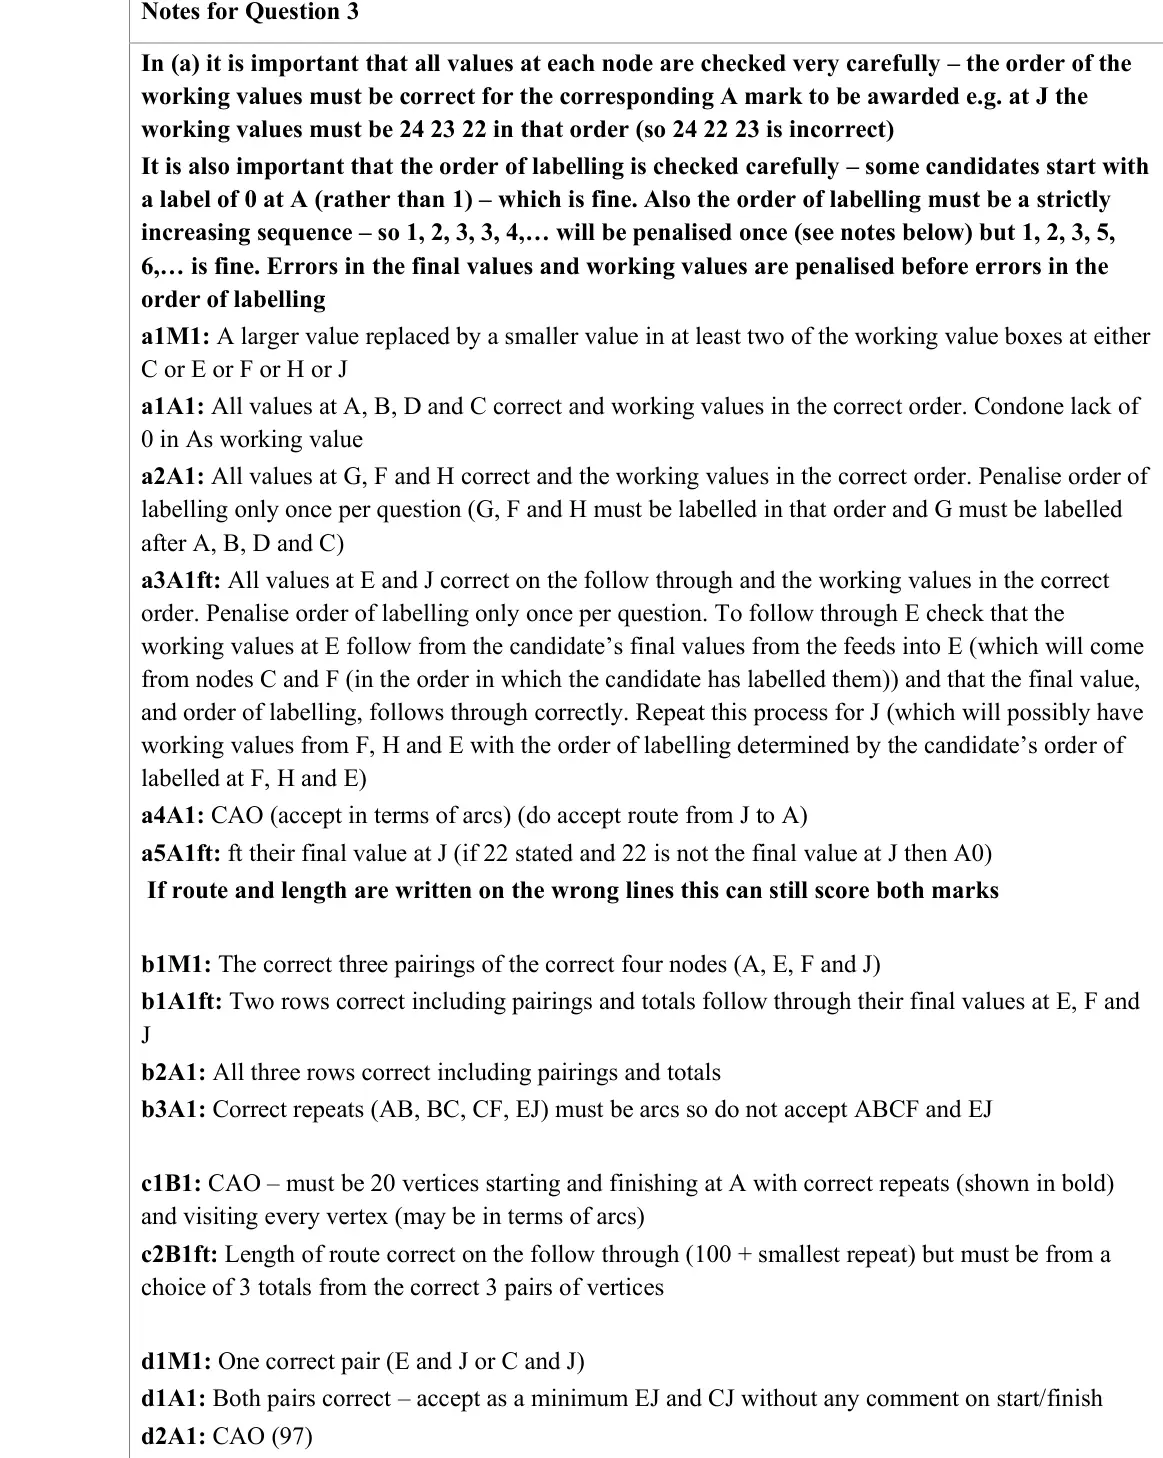 Notes for Question 3
In (a) it is important that all values at each node are checked very carefully – the order of the
working values must be correct for the corresponding A mark to be awarded e.g. at J the
working values must be 24 23 22 in that order (so 24 22 23 is incorrect)
It is also important that the order of labelling is checked carefully – some candidates start with
a label of 0 at A (rather than 1) – which is fine. Also the order of labelling must be a strictly
increasing sequence – so 1, 2, 3, 3, 4,… will be penalised once (see notes below) but 1, 2, 3, 5,
6,… is fine. Errors in the final values and working values are penalised before errors in the
order of labelling
a1M1: A larger value replaced by a smaller value in at least two of the working value boxes at either
C or E or F or H or J
a1A1: All values at A, B, D and C correct and working values in the correct order. Condone lack of
0 in As working value
a2A1: All values at G, F and H correct and the working values in the correct order. Penalise order of
labelling only once per question (G, F and H must be labelled in that order and G must be labelled
after A, B, D and C)
a3A1ft: All values at E and J correct on the follow through and the working values in the correct
order. Penalise order of labelling only once per question. To follow through E check that the
working values at E follow from the candidate’s final values from the feeds into E (which will come
from nodes C and F (in the order in which the candidate has labelled them)) and that the final value,
and order of labelling, follows through correctly. Repeat this process for J (which will possibly have
working values from F, H and E with the order of labelling determined by the candidate’s order of
labelled at F, H and E)
a4A1: CAO (accept in terms of arcs) (do accept route from J to A)
a5A1ft: ft their final value at J (if 22 stated and 22 is not the final value at J then A0)
If route and length are written on the wrong lines this can still score both marks
b1M1: The correct three pairings of the correct four nodes (A, E, F and J)
b1A1ft: Two rows correct including pairings and totals follow through their final values at E, F and
J
b2A1: All three rows correct including pairings and totals
b3A1: Correct repeats (AB, BC, CF, EJ) must be arcs so do not accept ABCF and EJ
c1B1: CAO – must be 20 vertices starting and finishing at A with correct repeats (shown in bold)
and visiting every vertex (may be in terms of arcs)
c2B1ft: Length of route correct on the follow through (100 + smallest repeat) but must be from a
choice of 3 totals from the correct 3 pairs of vertices
d1M1: One correct pair (E and J or C and J)
d1A1: Both pairs correct – accept as a minimum EJ and CJ without any comment on start/finish
d2A1: CAO (97)